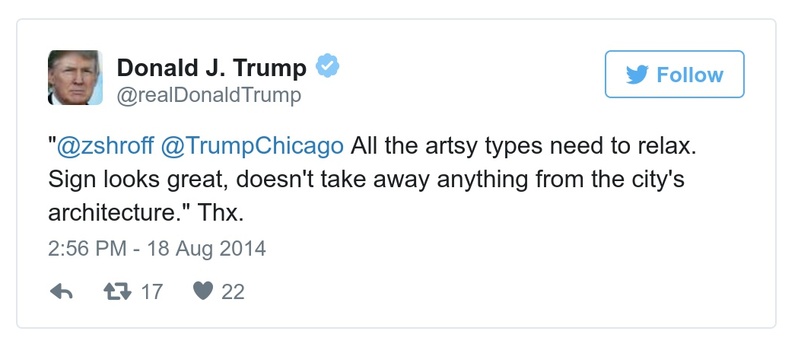 Donald J. Trump
@realDonaldTrump
Follow
"@zshroff @TrumpChicago All the artsy types need to relax.
Sign looks great, doesn't take away anything from the city's
architecture." Thx.
2:56 PM - 18 Aug 2014
17 22